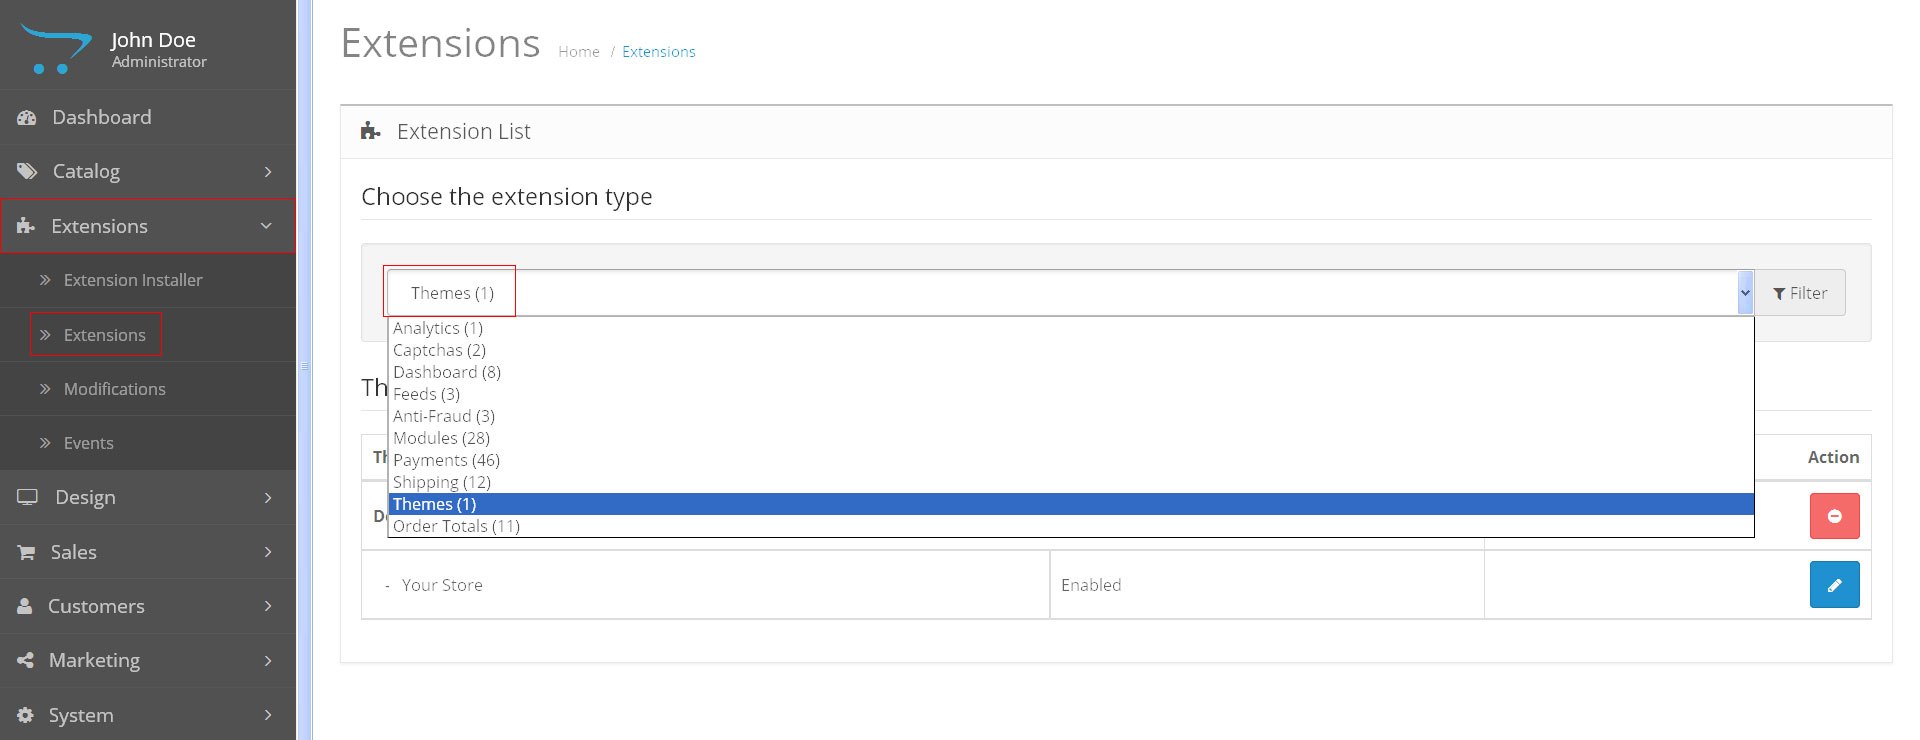 John Doe
Administrator
Dashboard
Catalog
Extensions
Extension Installer
Extensions
Modifications
Events
Design
Sales
Customers
Marketing
System
Extensions
Home / Extensions
Extension List
Choose the extension type
Themes (1)
Filter
Analytics (1)
Captchas (2)
Dashboard (8)
Feeds (3)
Anti-Fraud (3)
Modules (28)
Payments (46)
Shipping (12)
Themes (1)
Order Totals (11)
Action
- Your Store
Enabled